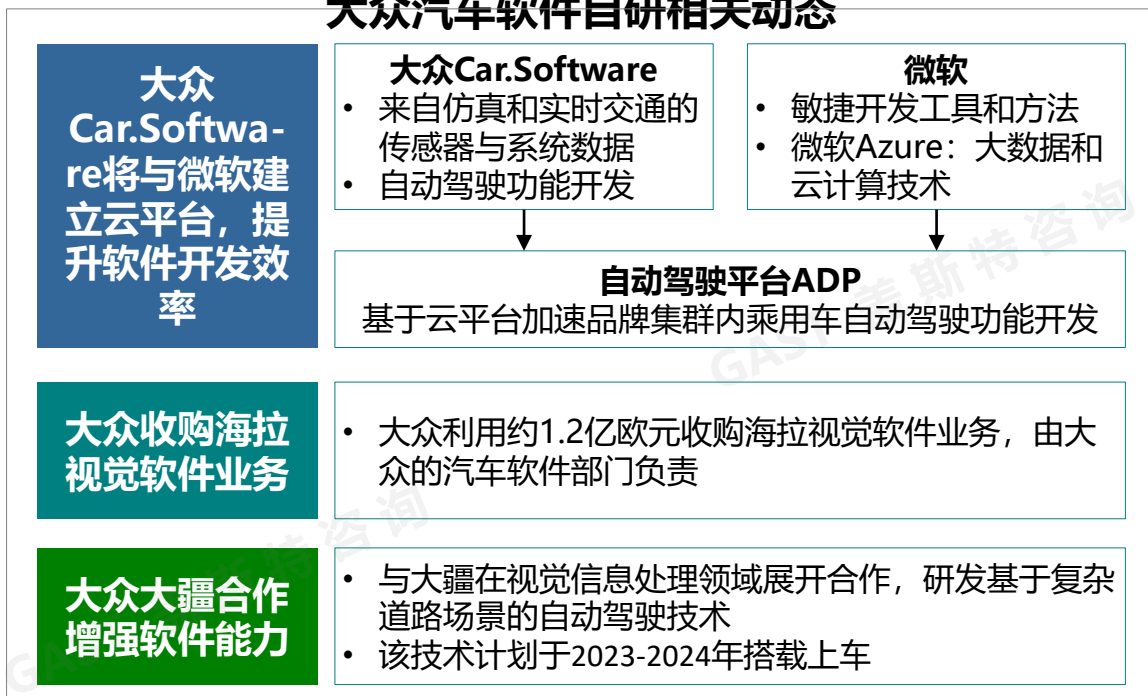 大众汽车软件自研相关动态
大众
Car.Softwa-
re将与微软建
立云平台，提
升软件开发效
率
大众Car.Software
• 来自仿真和实时交通的
传感器与系统数据
• 自动驾驶功能开发
微软
• 敏捷开发工具和方法
• 微软Azure：大数据和
云计算技术
自动驾驶平台ADP
基于云平台加速品牌集群内乘用车自动驾驶功能开发
大众收购海拉
视觉软件业务
• 大众利用约1.2亿欧元收购海拉视觉软件业务，由大
众的汽车软件部门负责
大众大疆合作
增强软件能力
• 与大疆在视觉信息处理领域展开合作，研发基于复杂
道路场景的自动驾驶技术
• 该技术计划于2023-2024年搭载上车
GAST 盖斯特咨询